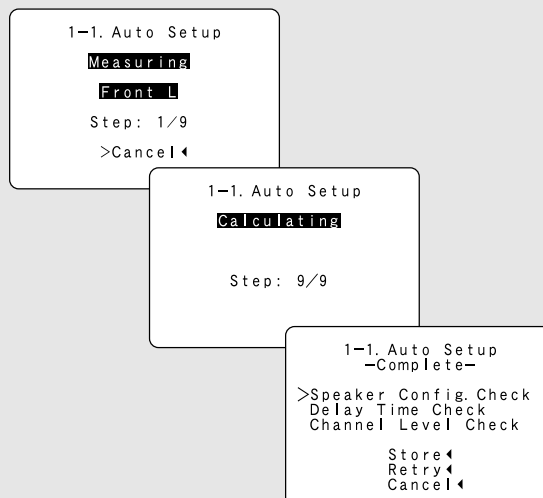 1-1. Auto Setup
Measuring
Front L
Step: 1/9
>Cancel◀
1-1. Auto Setup
Calculating
Step: 9/9
1-1. Auto Setup
-Complete-
>Speaker Config. Check
Delay Time Check
Channel Level Check
Store◀
Retry◀
Cancel◀